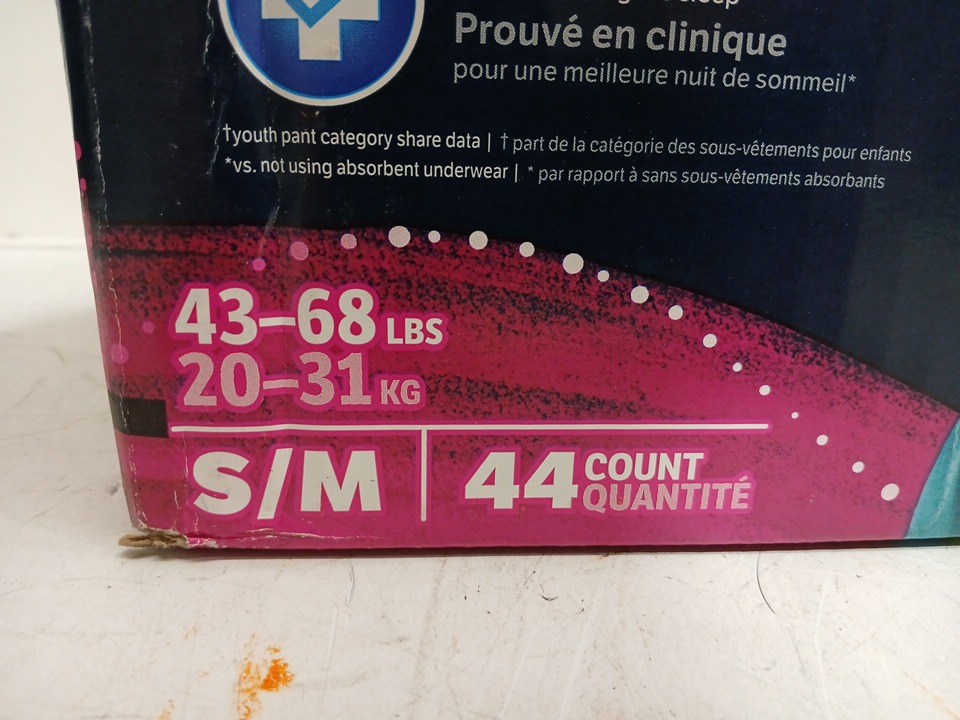 Prouvé en clinique
pour une meilleure nuit de sommeil*
†youth pant category share data | † part de la catégorie des sous-vêtements pour enfants
*vs. not using absorbent underwear | * par rapport à sans sous-vêtements absorbants
43–68 LBS
20–31 KG
S/M
44 COUNT
QUANTITÉ